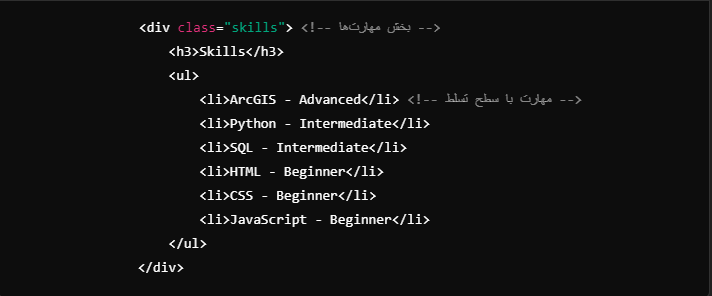 <div class="skills"> <!-- بخش مهارت‌ها -->
<h3>Skills</h3>
<ul>
<li>ArcGIS - Advanced</li> <!-- مهارت با سطح تسلط -->
<li>Python - Intermediate</li>
<li>SQL - Intermediate</li>
<li>HTML - Beginner</li>
<li>CSS - Beginner</li>
<li>JavaScript - Beginner</li>
</ul>
</div>